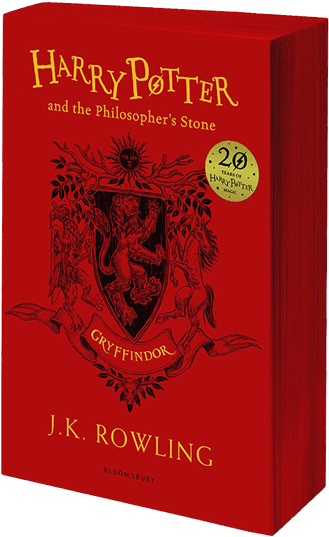 HARRY POTTER
and the Philosopher's Stone
20
YEARS OF
HARRY POTTER
MAGIC
GRYFFINDOR
J.K. ROWLING
BLOOMSBURY